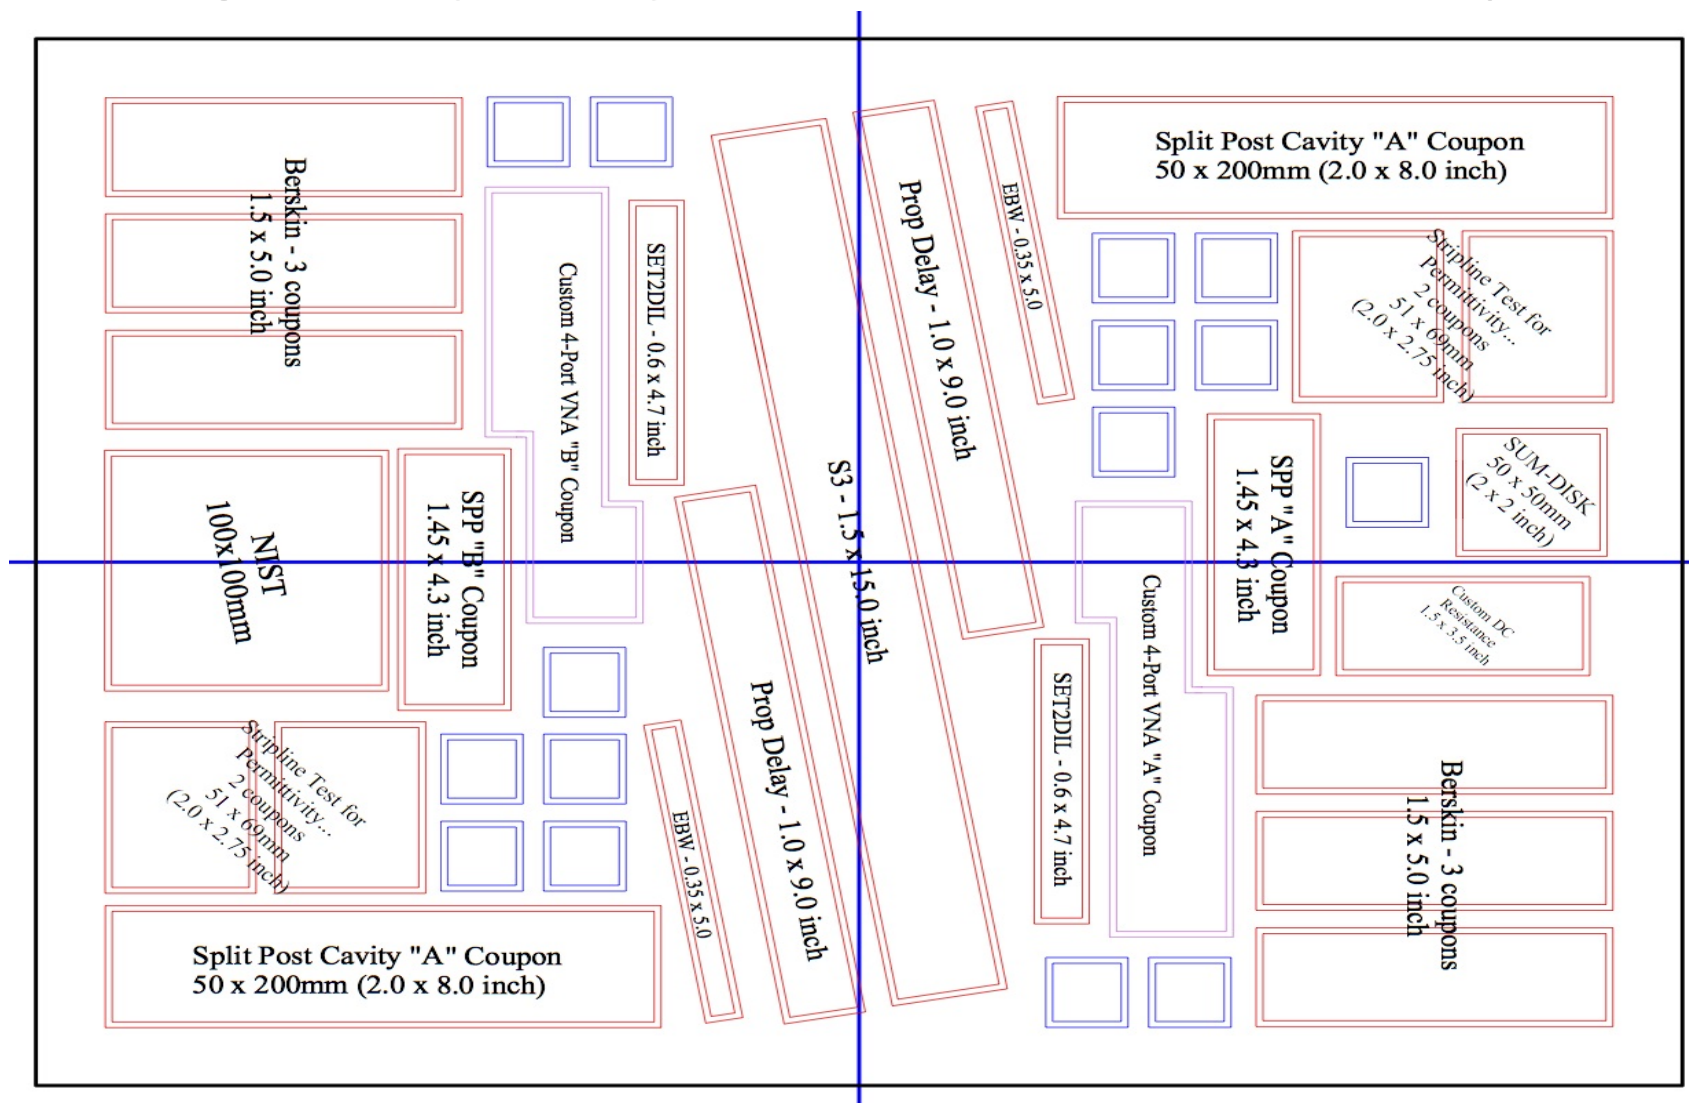 Split Post Cavity "A" Coupon
50 x 200mm (2.0 x 8.0 inch)
Berskin - 3 coupons
1.5 x 5.0 inch
Custom 4-Port VNA "B" Coupon
SET2DIL - 0.6 x 4.7 inch
S3 - 1.5 x 15.0 inch
Prop Delay - 1.0 x 9.0 inch
EBW - 0.35 x 5.0
Stripline Test for
Permittivity...
2 coupons
51 x 69mm
(2.0 x 2.75 inch)
NIST
100x100mm
SPP "B" Coupon
1.45 x 4.3 inch
SPP "A" Coupon
1.45 x 4.3 inch
SUM-DISK
50 x 50mm
(2 x 2 inch)
Custom DC
Resistance
1.5 x 3.5 inch
Stripline Test for
Permittivity...
2 coupons
51 x 69mm
(2.0 x 2.75 inch)
EBW - 0.35 x 5.0
Prop Delay - 1.0 x 9.0 inch
SET2DIL - 0.6 x 4.7 inch
Custom 4-Port VNA "A" Coupon
Berskin - 3 coupons
1.5 x 5.0 inch
Split Post Cavity "A" Coupon
50 x 200mm (2.0 x 8.0 inch)